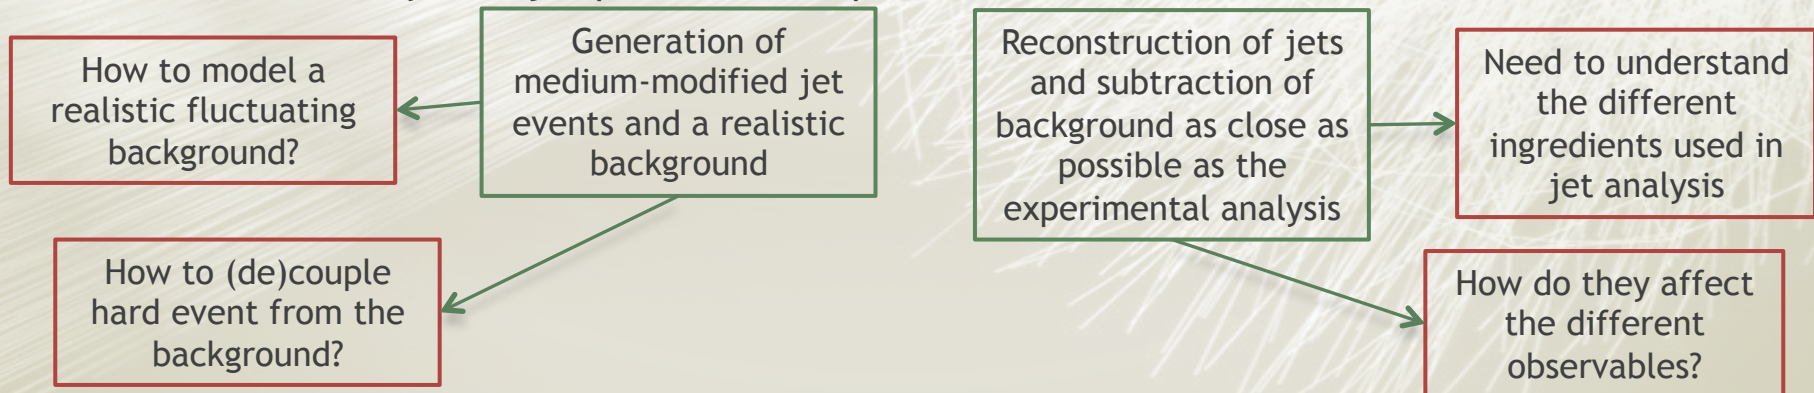 How to model a
realistic fluctuating
background?
Generation of
medium-modified jet
events and a realistic
background
Reconstruction of jets
and subtraction of
background as close as
possible as the
experimental analysis
Need to understand
the different
ingredients used in
jet analysis
How to (de)couple
hard event from the
background?
How do they affect
the different
observables?